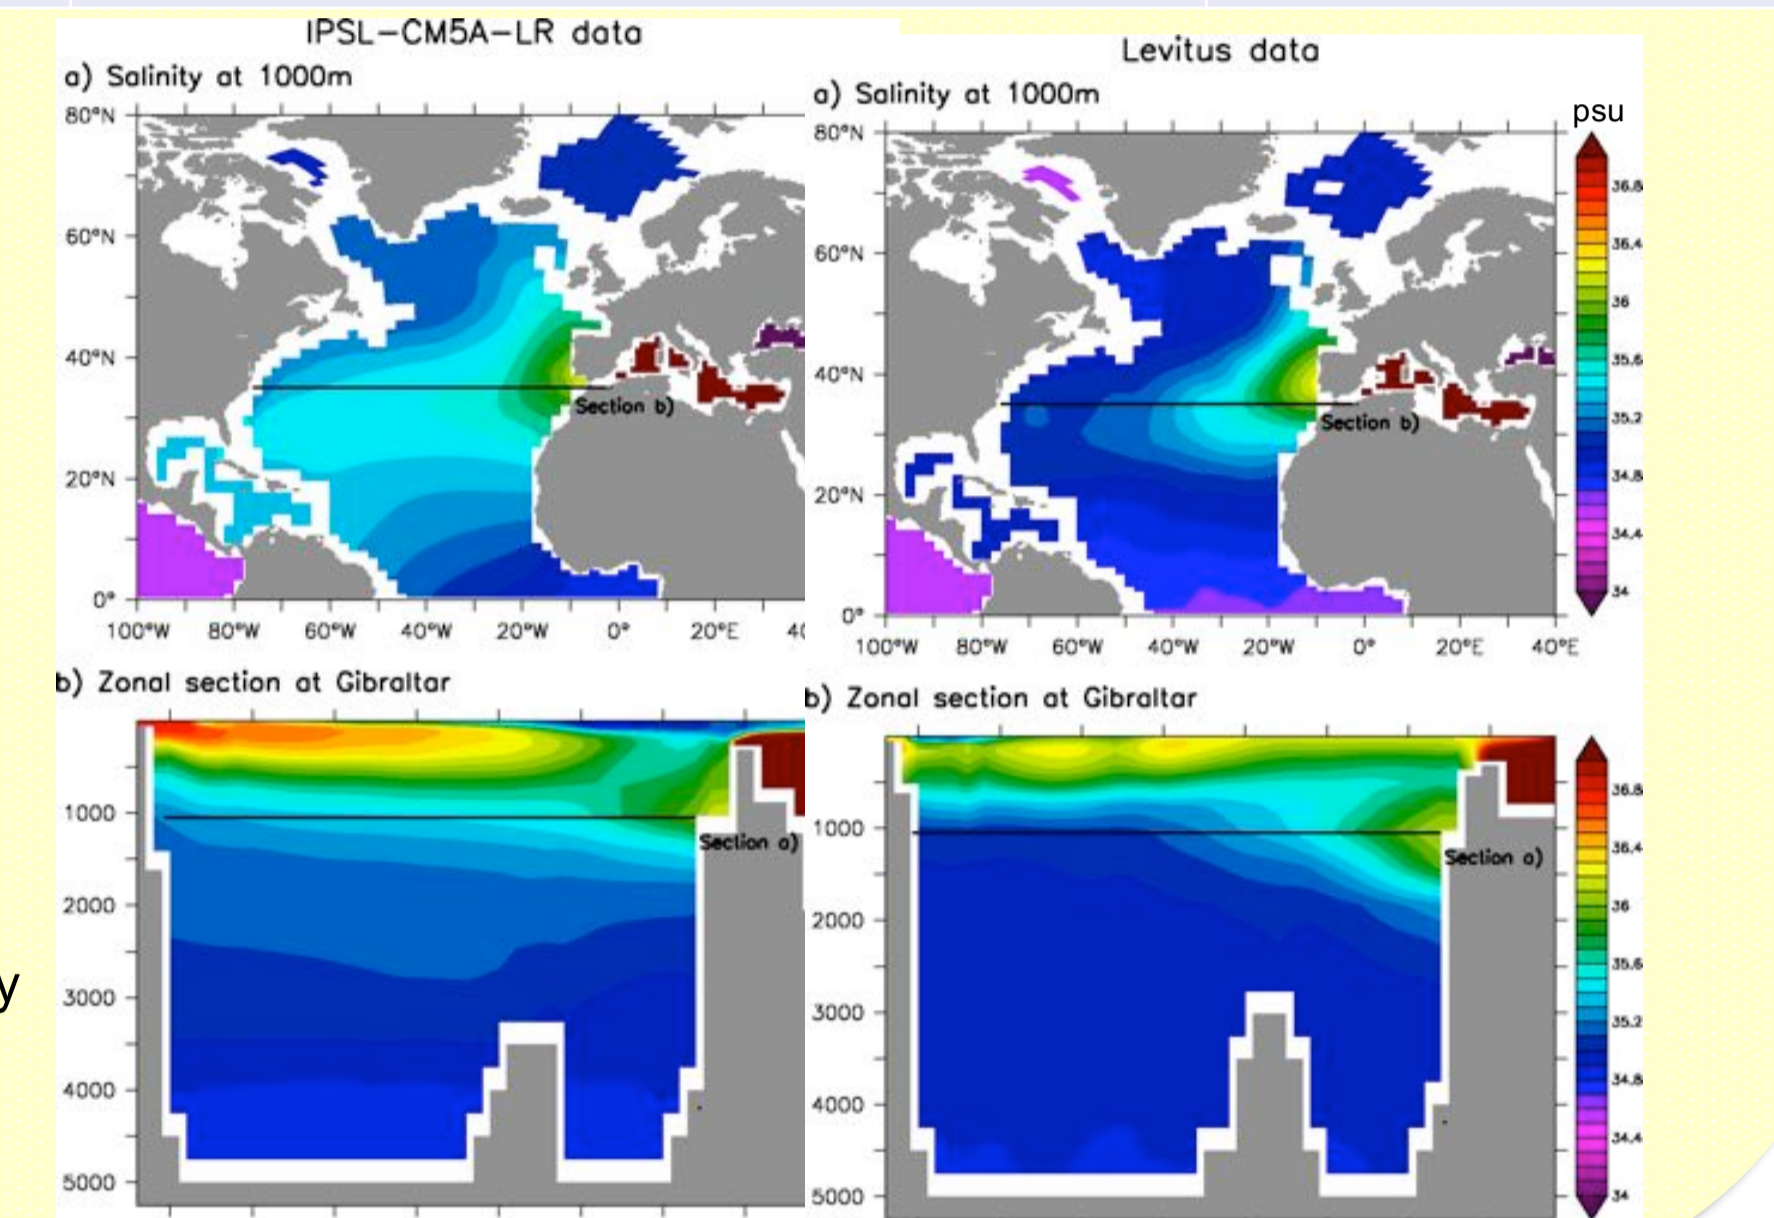 IPSL-CM5A-LR data
a) Salinity at 1000m
80°N
60°N
40°N
20°N
0°
100°W 80°W 60°W 40°W 20°W 0° 20°E 40
Section b)
b) Zonal section at Gibraltar
1000
2000
3000
4000
5000
Section a)
y
Levitus data
a) Salinity at 1000m
psu
80°N
60°N
40°N
20°N
0°
100°W 80°W 60°W 40°W 20°W 0° 20°E 40°E
Section b)
36.8
36.4
36
35.6
35.2
34.8
34.4
34
b) Zonal section at Gibraltar
1000
2000
3000
4000
5000
Section a)
36.8
36.4
36
35.6
35.2
34.8
34.4
34